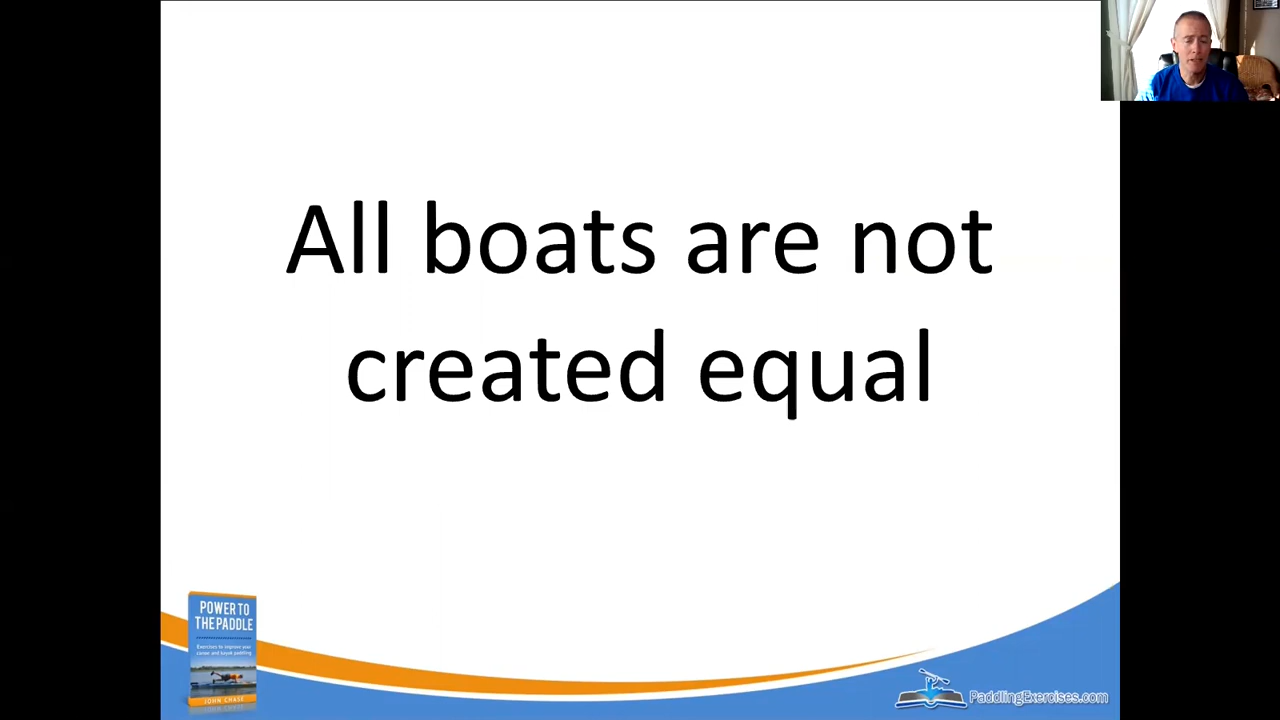 All boats are not
created equal
POWER TO
THE PADDLE
Exercises to improve your
canoe and kayak paddling
JOHN CHASE
PaddlingExercises.com